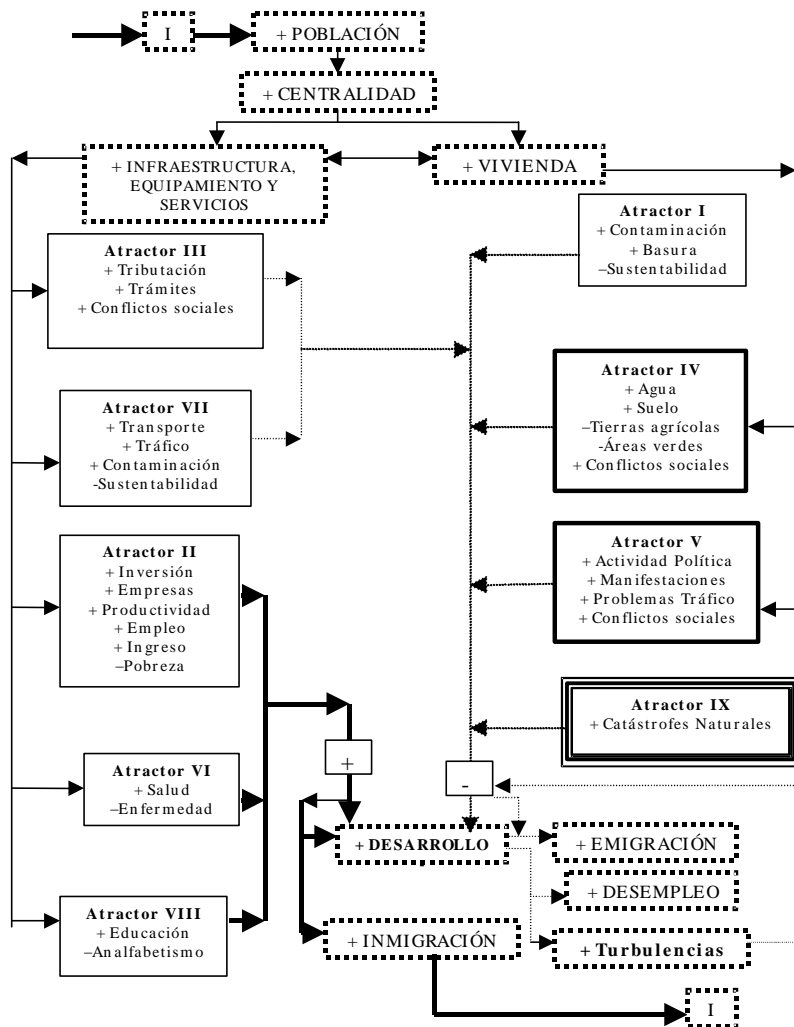 I
+ POBLACIÓN
+ CENTRALIDAD
+ INFRAESTRUCTURA,
EQUIPAMIENTO Y
SERVICIOS
+ VIVIENDA
Atractor I
+ Contaminación
+ Basura
–Sustentabilidad
Atractor III
+ Tributación
+ Trámites
+ Conflictos sociales
Atractor IV
+ Agua
+ Suelo
–Tierras agrícolas
-Áreas verdes
+ Conflictos sociales
Atractor VII
+ Transporte
+ Tráfico
+ Contaminación
-Sustentabilidad
Atractor V
+ Actividad Política
+ Manifestaciones
+ Problemas Tráfico
+ Conflictos sociales
Atractor II
+ Inversión
+ Empresas
+ Productividad
+ Empleo
+ Ingreso
–Pobreza
Atractor IX
+ Catástrofes Naturales
+
-
Atractor VI
+ Salud
–Enfermedad
+ DESARROLLO
+ EMIGRACIÓN
+ DESEMPLEO
Atractor VIII
+ Educación
–Analfabetismo
+ INMIGRACIÓN
+ Turbulencias
I